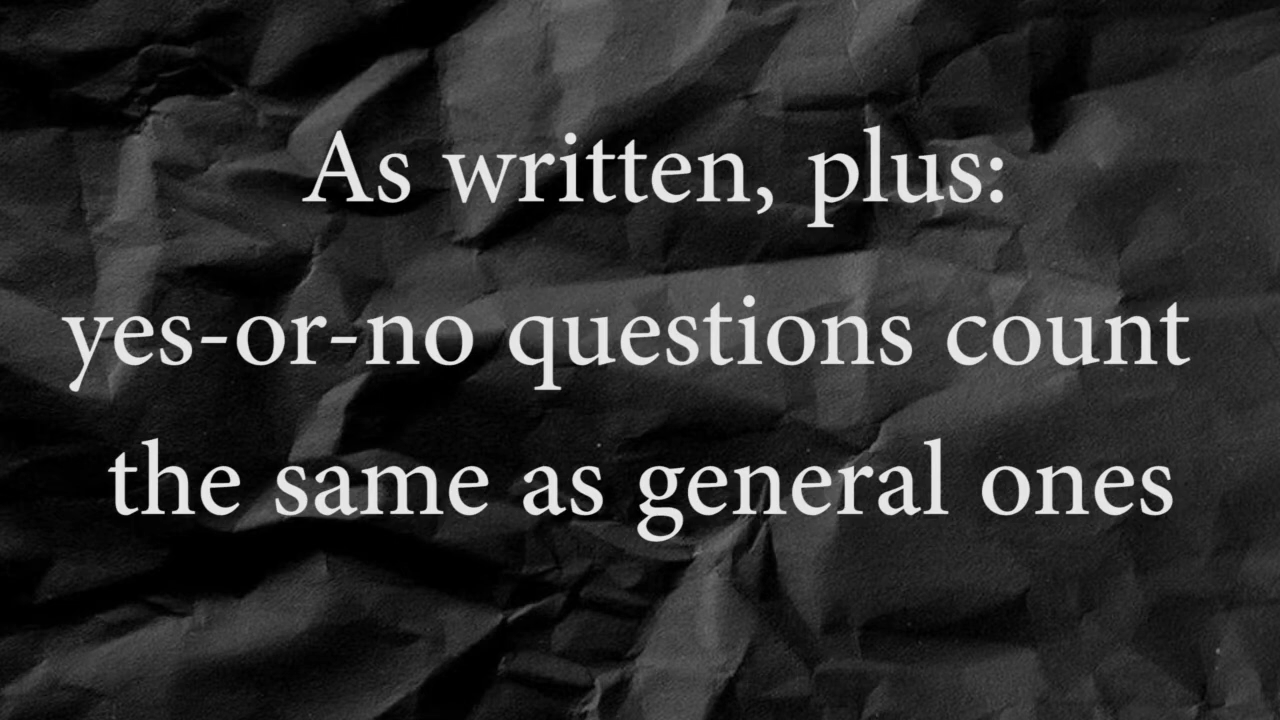 As written, plus:
yes-or-no questions count
the same as general ones